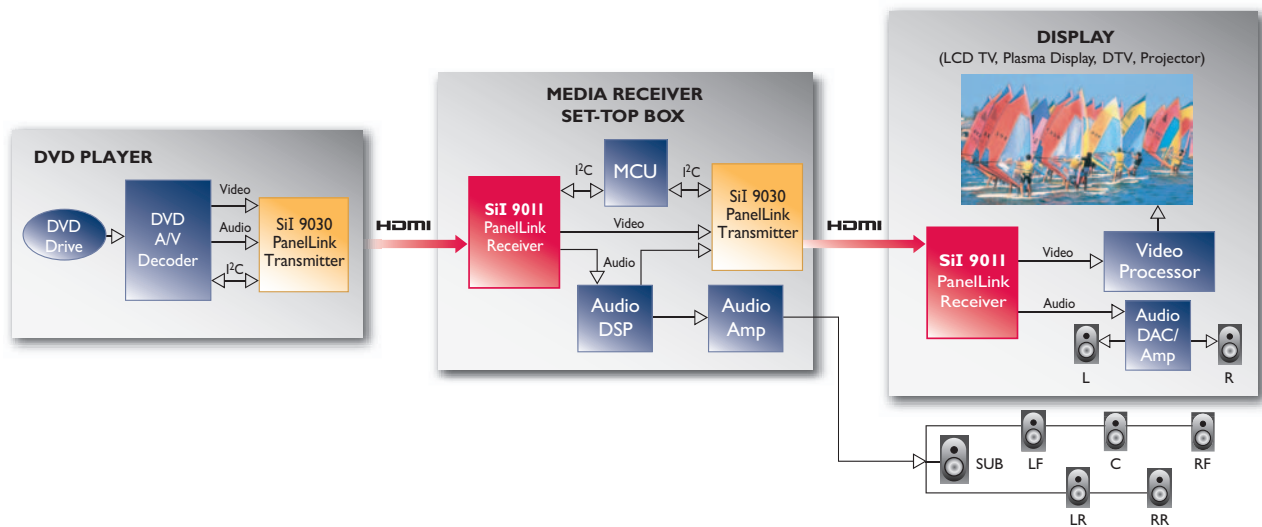 DVD PLAYER
DVD
Drive
DVD
A/V
Decoder
Video
Audio
I²C
SiI 9030
PanelLink
Transmitter
HDMI
MEDIA RECEIVER
SET-TOP BOX
SiI 9011
PanelLink
Receiver
I²C
MCU
I²C
Video
Audio
SiI 9030
PanelLink
Transmitter
Audio
DSP
Audio
Amp
HDMI
DISPLAY
(LCD TV, Plasma Display, DTV, Projector)
SiI 9011
PanelLink
Receiver
Video
Video
Processor
Audio
Audio
DAC/
Amp
L
R
SUB
LF
C
RF
LR
RR